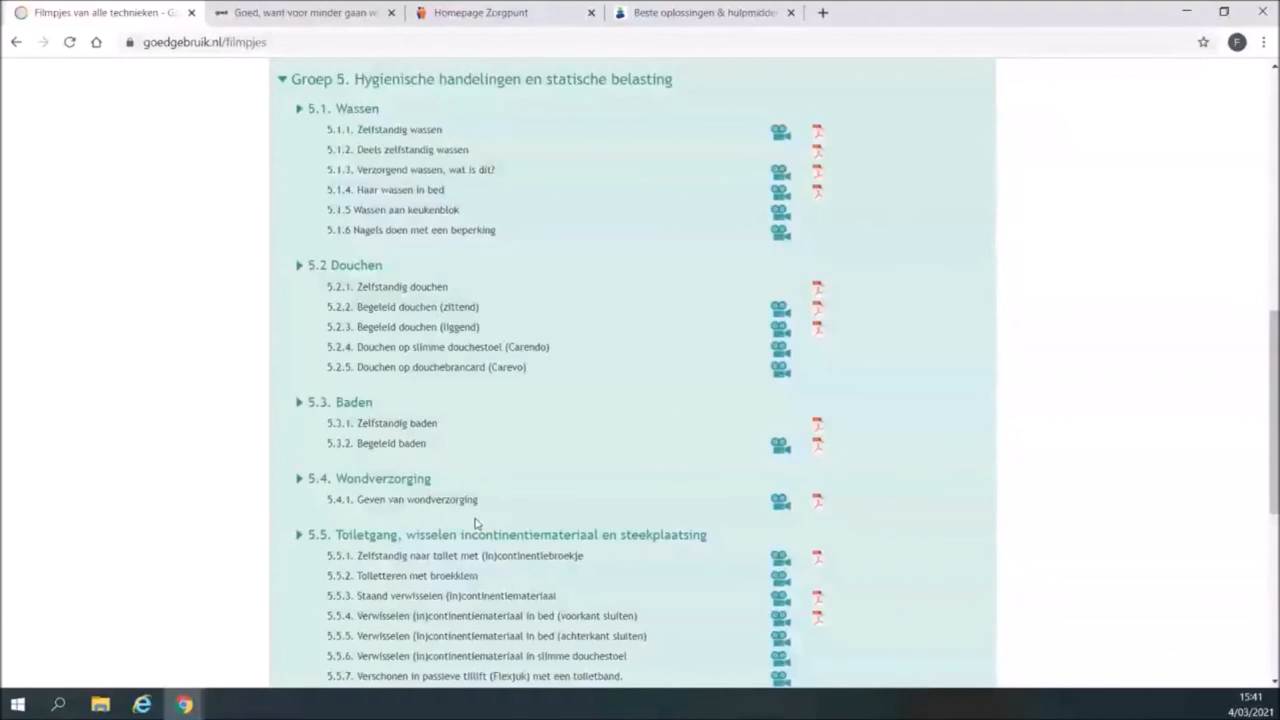 Filmpjes van alle technieken - G
Goed, want voor minder gaan w
Homepage Zorgpunt
Beste oplossingen & hulpmidde
goedgebruik.nl/filmpjes
F
Groep 5. Hygienische handelingen en statische belasting
5.1. Wassen
5.1.1. Zelfstandig wassen
5.1.2. Deels zelfstandig wassen
5.1.3. Verzorgend wassen, wat is dit?
5.1.4. Haar wassen in bed
5.1.5 Wassen aan keukenblok
5.1.6 Nagels doen met een beperking
5.2 Douchen
5.2.1. Zelfstandig douchen
5.2.2. Begeleid douchen (zittend)
5.2.3. Begeleid douchen (liggend)
5.2.4. Douchen op slimme douchestoel (Carendo)
5.2.5. Douchen op douchebrancard (Carevo)
5.3. Baden
5.3.1. Zelfstandig baden
5.3.2. Begeleid baden
5.4. Wondverzorging
5.4.1. Geven van wondverzorging
5.5. Toiletgang, wisselen incontinentiemateriaal en steekplaatsing
5.5.1. Zelfstandig naar toilet met (in)continentiebroekje
5.5.2. Toiletteren met broekklem
5.5.3. Staand verwisselen (in)continentiemateriaal
5.5.4. Verwisselen (in)continentiemateriaal in bed (voorkant sluiten)
5.5.5. Verwisselen (in)continentiemateriaal in bed (achterkant sluiten)
5.5.6. Verwisselen (in)continentiemateriaal in slimme douchestoel
5.5.7. Verschonen in passieve tillift (Flexjuk) met een toiletband.
15:41
4/03/2021